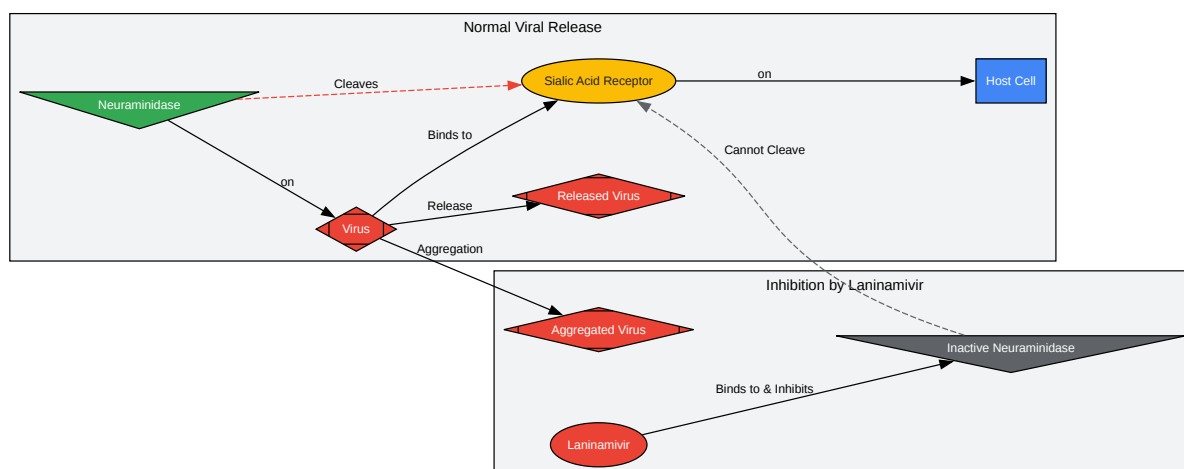 Normal Viral Release
Sialic Acid Receptor
on
Host Cell
Cleaves
Neuraminidase
Binds to
Cannot Cleave
on
Released Virus
Release
Virus
Aggregation
Inhibition by Laninamivir
Aggregated Virus
Inactive Neuraminidase
Binds to & Inhibits
Laninamivir